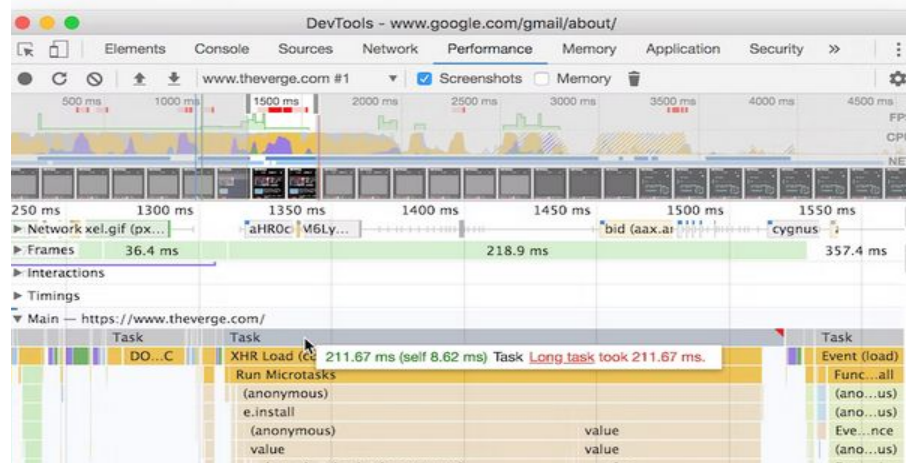 DevTools - www.google.com/gmail/about/
Elements Console Sources Network Performance Memory Application Security »
www.theverge.com #1 Screenshots Memory
500 ms 1000 ms 1500 ms 2000 ms 2500 ms 3000 ms 3500 ms 4000 ms 4500 ms
FPS
CPU
NE
250 ms 1300 ms 1350 ms 1400 ms 1450 ms 1500 ms 1550 ms
Network xel.gif (px... aHR0c M6Ly... bid (aax.ar cygnus
Frames 36.4 ms 218.9 ms 357.4 ms
Interactions
Timings
Main — https://www.theverge.com/
Task Task Task
DO...C XHR Load (c 211.67 ms (self 8.62 ms) Task Long task took 211.67 ms. Event (load)
Run Microtasks Func...all
(anonymous) (ano...us)
e.install (ano...us)
(anonymous) value Eve...nce
value value (ano...us)